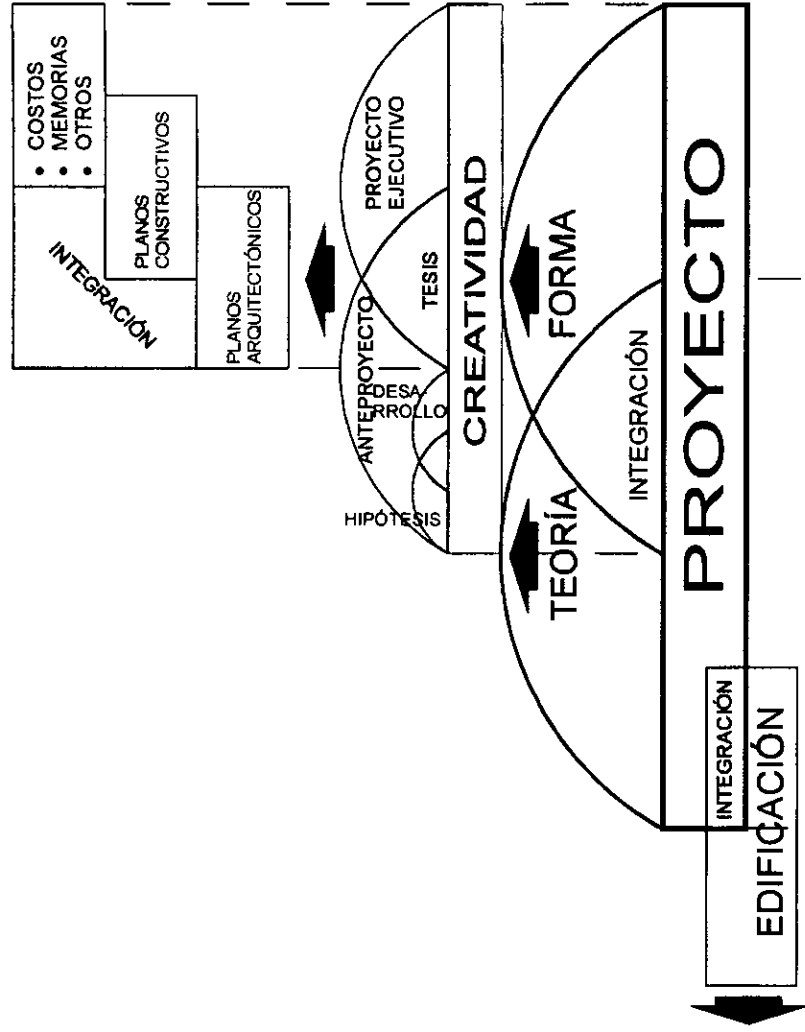 • COSTOS
• MEMORIAS
• OTROS
PLANOS
CONSTRUCTIVOS
INTEGRACIÓN
PLANOS
ARQUITECTÓNICOS
PROYECTO
EJECUTIVO
TESIS
ANTEPROYECTO
DESA-
RROLLO
HIPÓTESIS
CREATIVIDAD
FORMA
TEORÍA
INTEGRACIÓN
PROYECTO
INTEGRACIÓN
EDIFICACIÓN